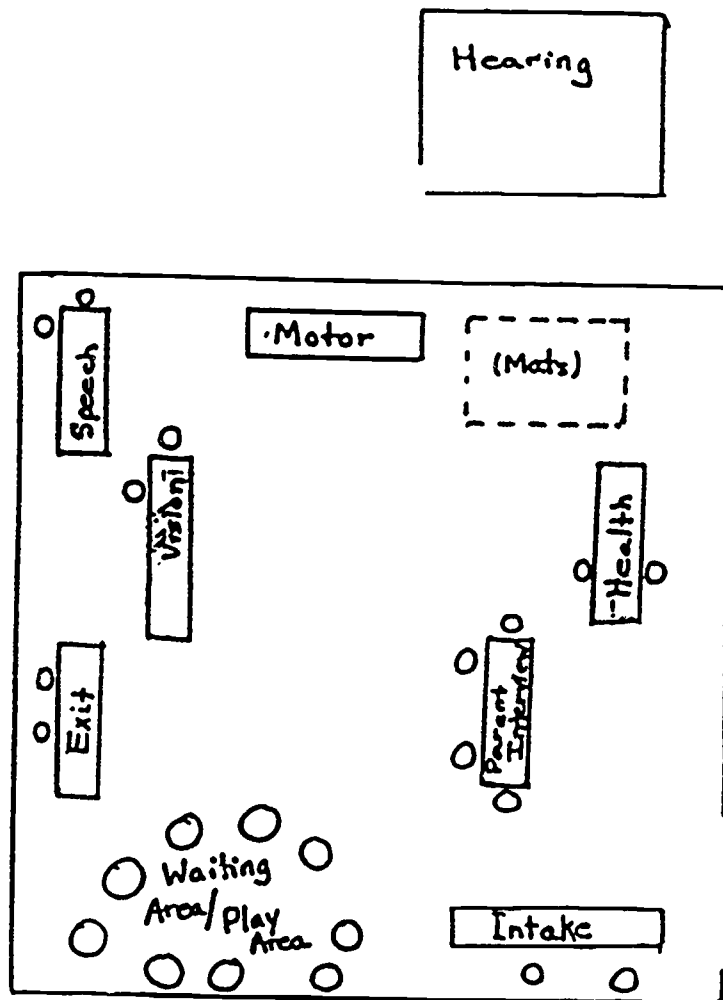 Hearing
Motor
(Mats)
Speech
Vision
Health
Parent
Interview
Exit
Waiting
Area/Play
Area
Intake